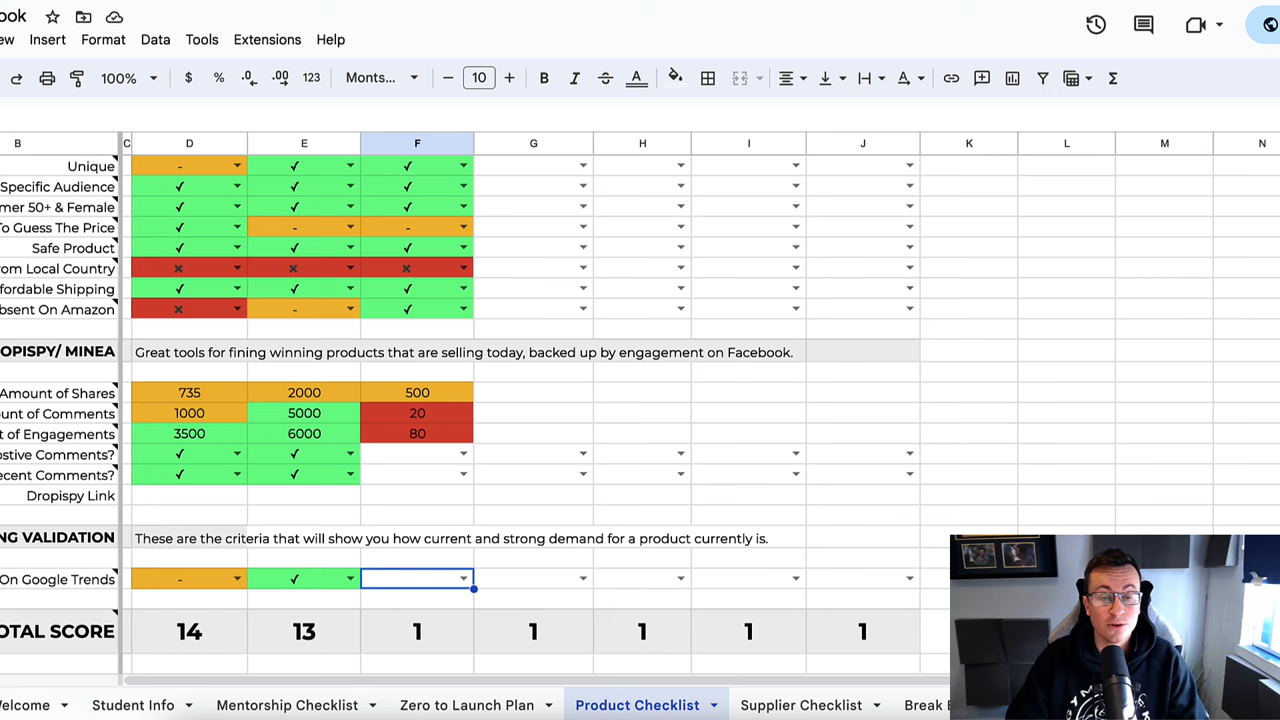 ook
ew Insert Format Data Tools Extensions Help
100% $ % .0 .00 123 Monts... − 10 + B I A Σ
B C D E F G H I J K L M N
Unique - ✓ ✓
Specific Audience ✓ ✓ ✓
mer 50+ & Female ✓ ✓ ✓
To Guess The Price ✓ - -
Safe Product ✓ ✓ ✓
om Local Country × × ×
fordable Shipping ✓ ✓ ✓
bsent On Amazon × - ✓
OPISPY/ MINEA Great tools for fining winning products that are selling today, backed up by engagement on Facebook.
Amount of Shares 735 2000 500
unt of Comments 1000 5000 20
t of Engagements 3500 6000 80
ostive Comments? ✓ ✓
ecent Comments? ✓ ✓
Dropispy Link
NG VALIDATION These are the criteria that will show you how current and strong demand for a product currently is.
On Google Trends - ✓
OTAL SCORE 14 13 1 1 1 1 1
elcome Student Info Mentorship Checklist Zero to Launch Plan Product Checklist Supplier Checklist Break